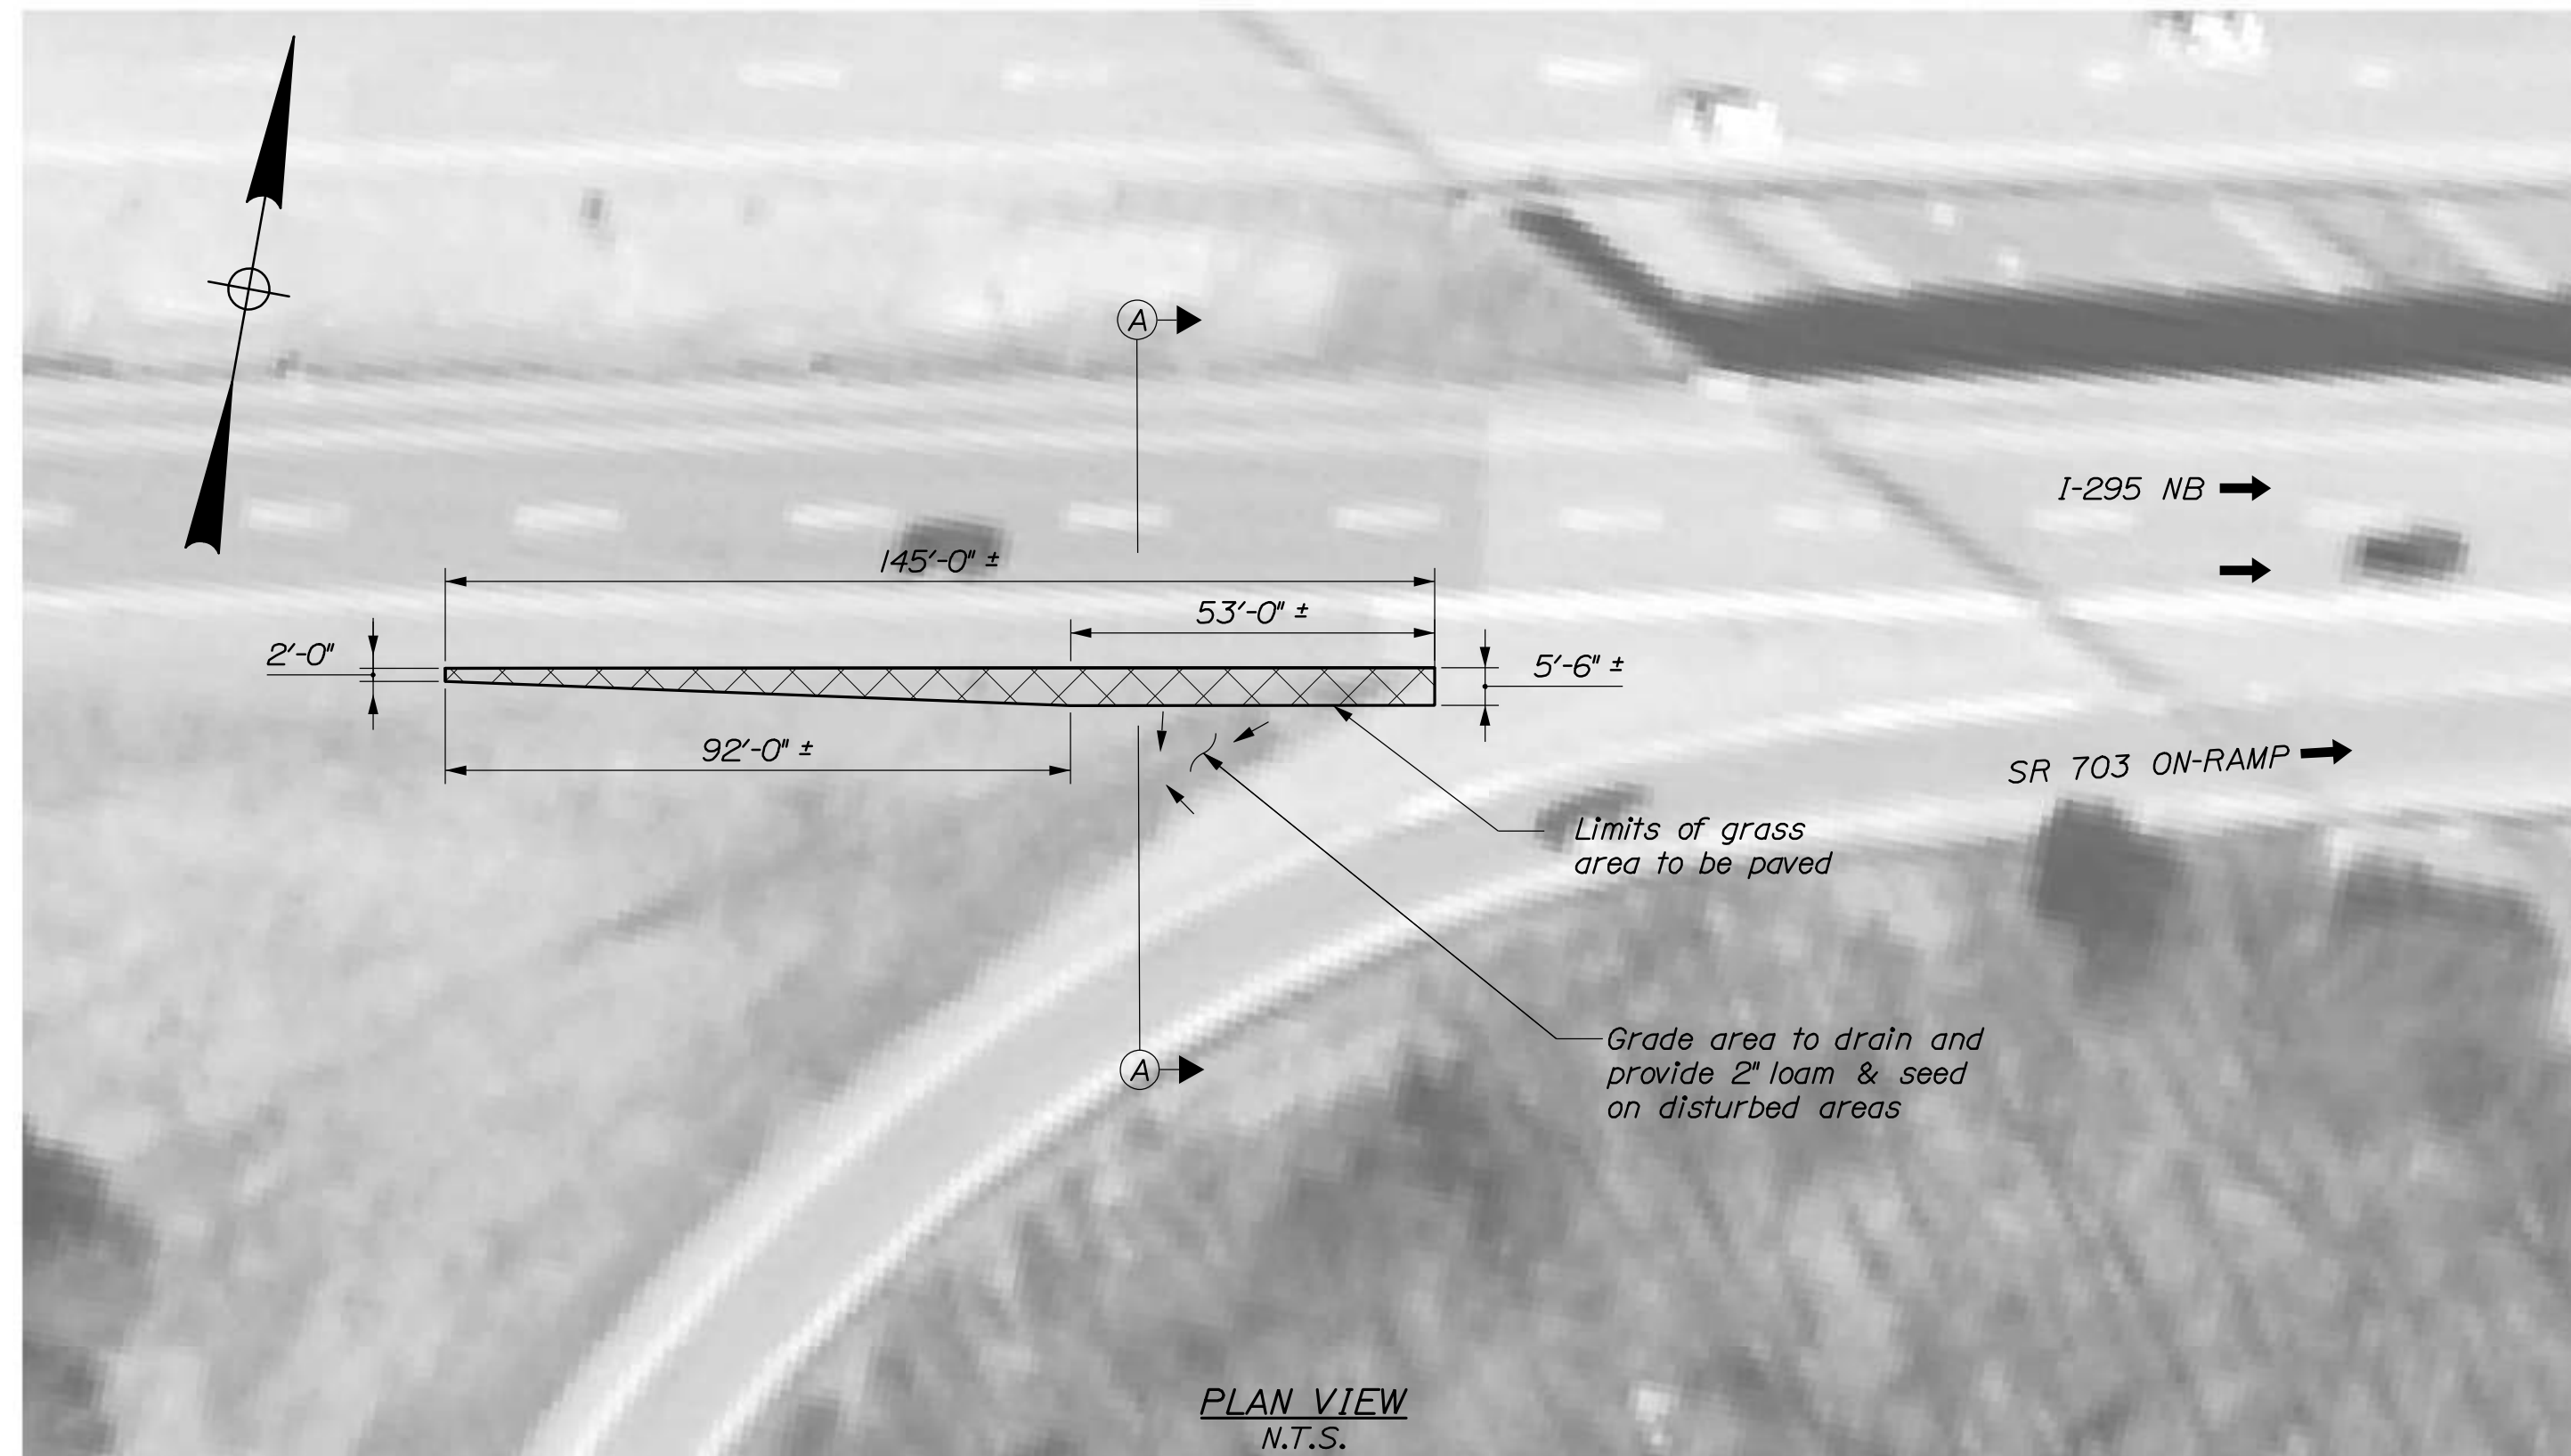 A
I-295 NB
145'-0" ±
53'-0" ±
2'-0"
5'-6" ±
92'-0" ±
SR 703 ON-RAMP
Limits of grass
area to be paved
Grade area to drain and
provide 2" loam & seed
on disturbed areas
A
PLAN VIEW
N.T.S.